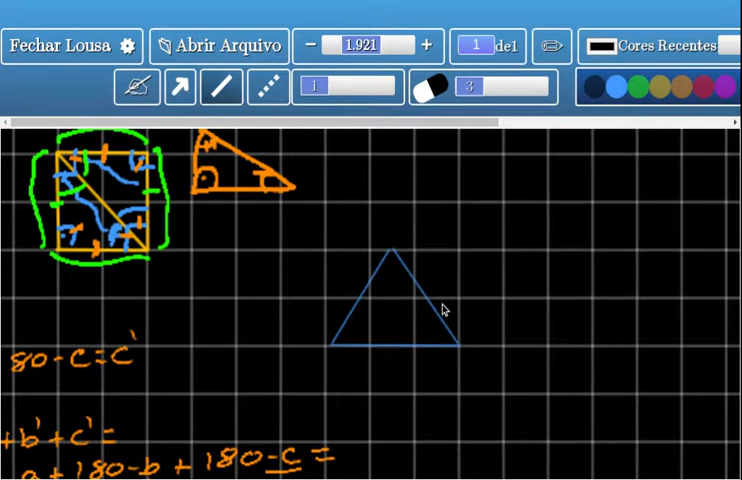 Fechar Lousa Abrir Arquivo - 1.921 + 1 de1 Cores Recentes
1 3
80-c=c'
+b'+c'=
a+180-b+180-c=